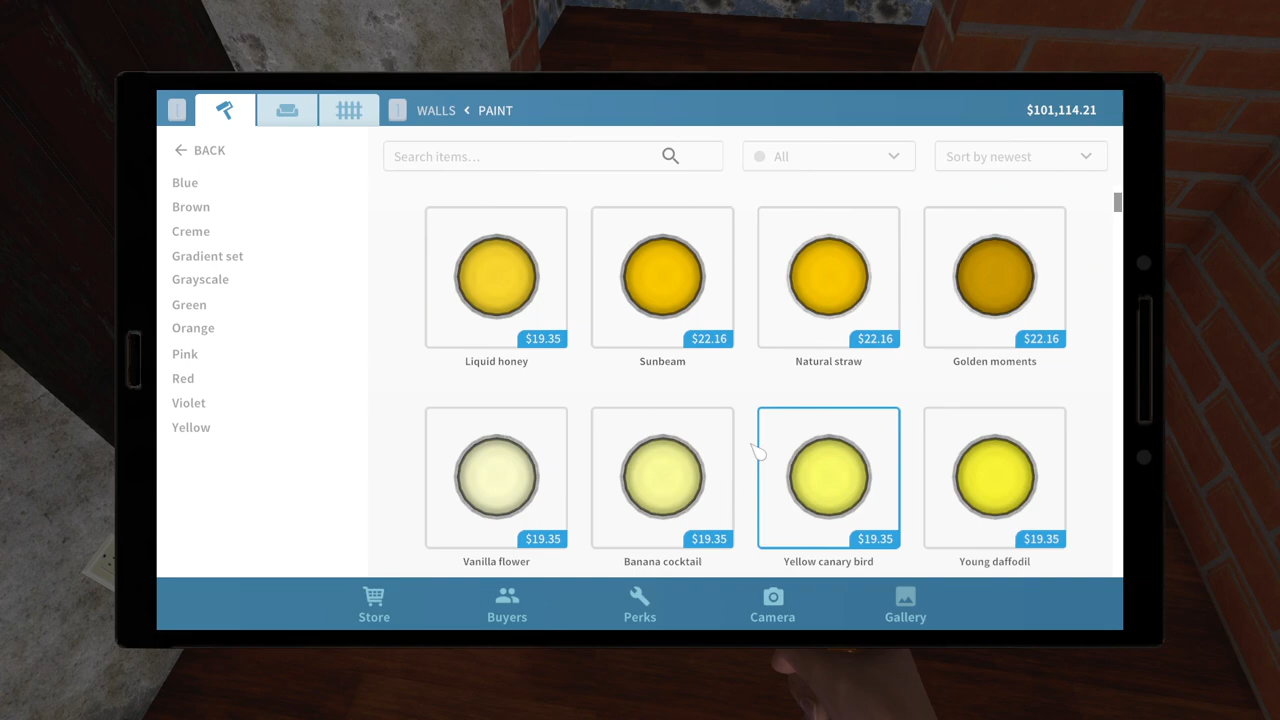 WALLS < PAINT
$101,114.21
BACK
Search items...
All
Sort by newest
Blue
Brown
Creme
Gradient set
Grayscale
Green
Orange
Pink
Red
Violet
Yellow
$19.35
$22.16
$22.16
$22.16
Liquid honey
Sunbeam
Natural straw
Golden moments
$19.35
$19.35
$19.35
$19.35
Vanilla flower
Banana cocktail
Yellow canary bird
Young daffodil
Store
Buyers
Perks
Camera
Gallery